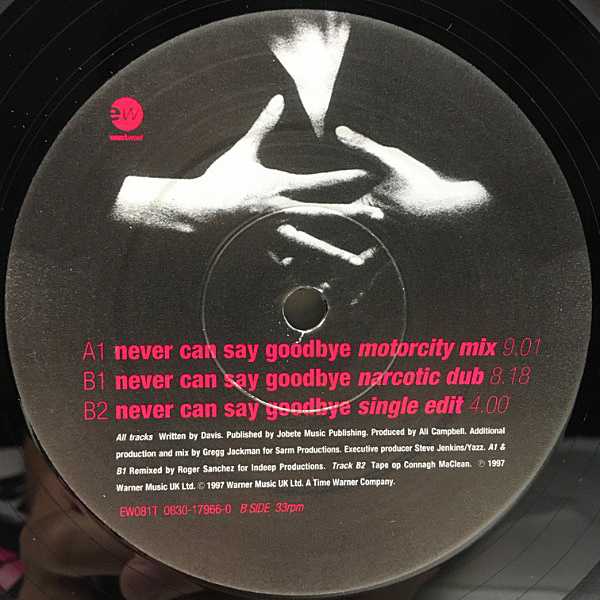 ew
eastwest
A1 never can say goodbye motorcity mix 9.01
B1 never can say goodbye narcotic dub 8.18
B2 never can say goodbye single edit 4.00
All tracks Written by Davis. Published by Jobete Music Publishing. Produced by Ali Campbell. Additional
production and mix by Gregg Jackman for Sarm Productions. Executive producer Steve Jenkins/Yazz. A1 &
B1 Remixed by Roger Sanchez for Indeep Productions. Track B2 Tape op Connagh MacLean. ℗ 1997
Warner Music UK Ltd. © 1997 Warner Music UK Ltd. A Time Warner Company.
EW081T 0630-17966-0 B SIDE 33rpm